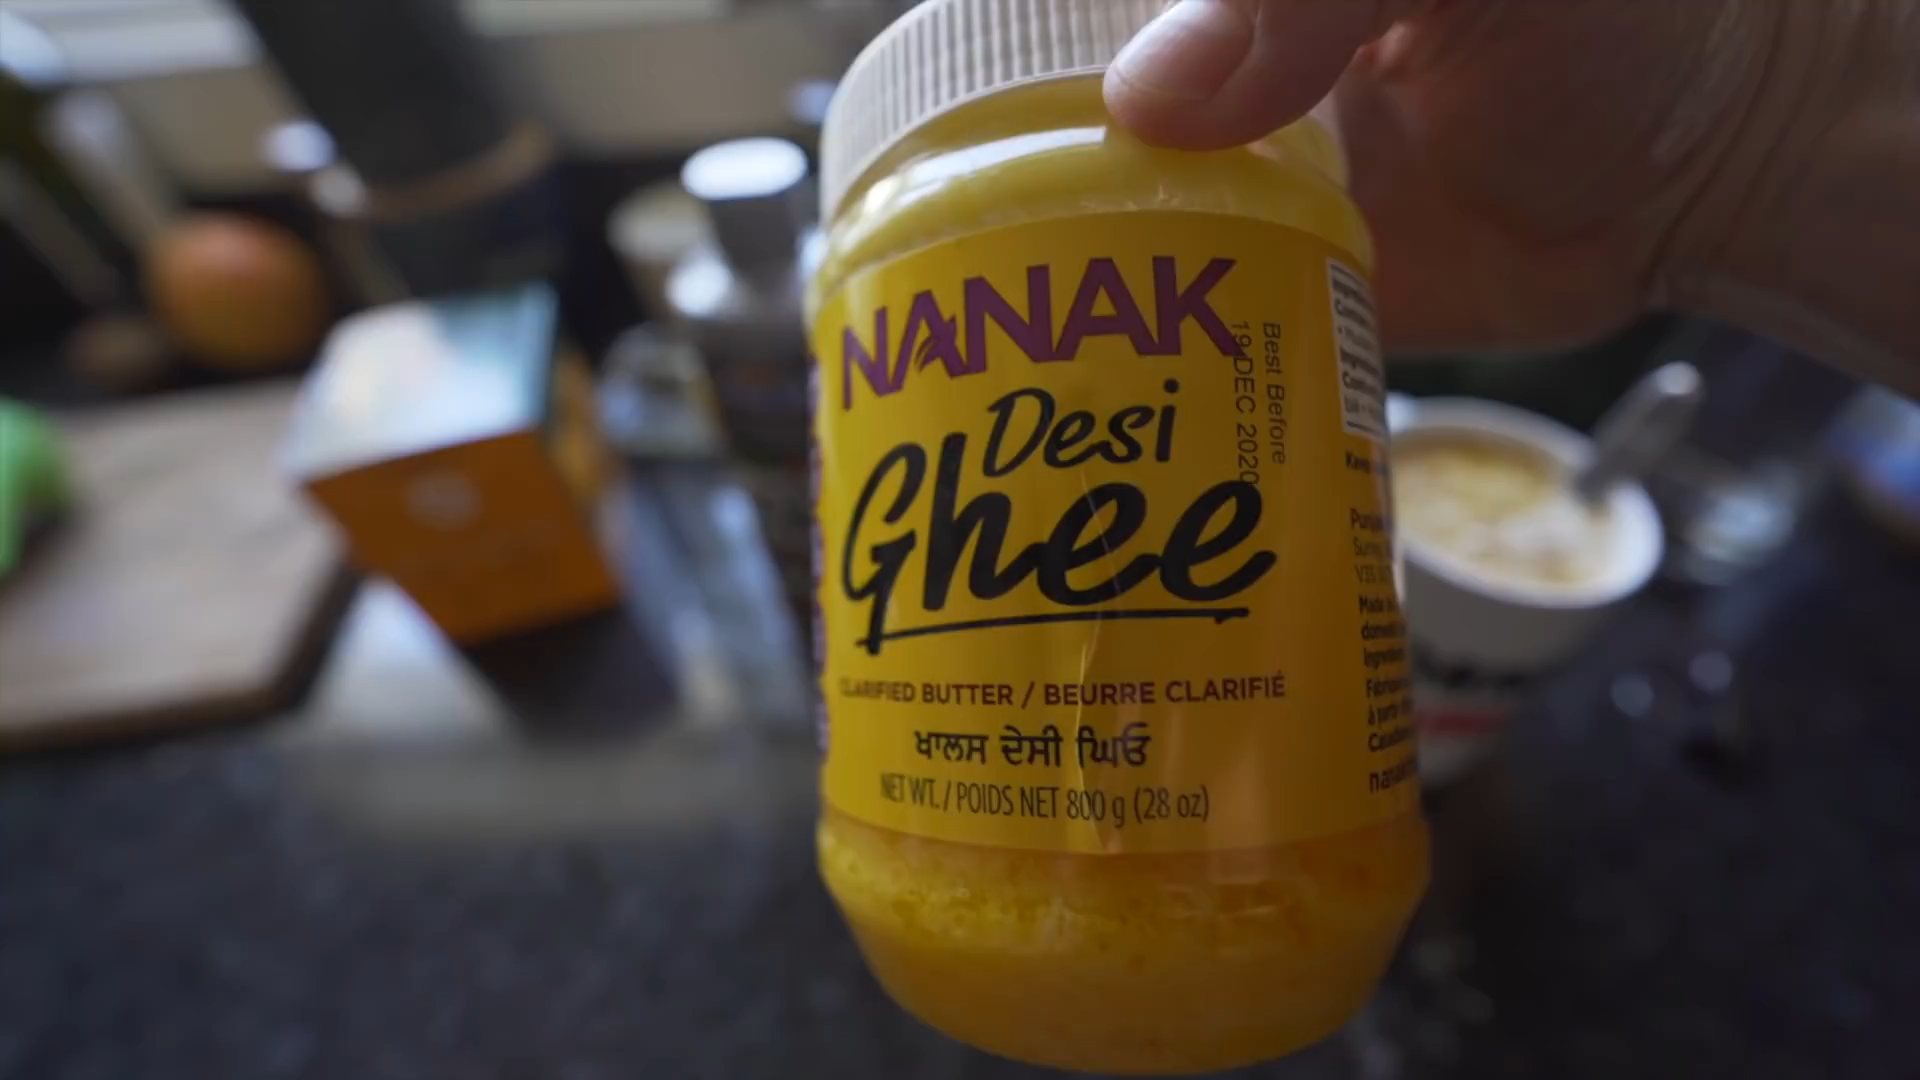 NANAK
Desi
Ghee
CLARIFIED BUTTER / BEURRE CLARIFIÉ
ਖਾਲਸ ਦੇਸੀ ਘਿਓ
NET WT. / POIDS NET 800 g (28 oz)
Best Before
19 DEC 2020